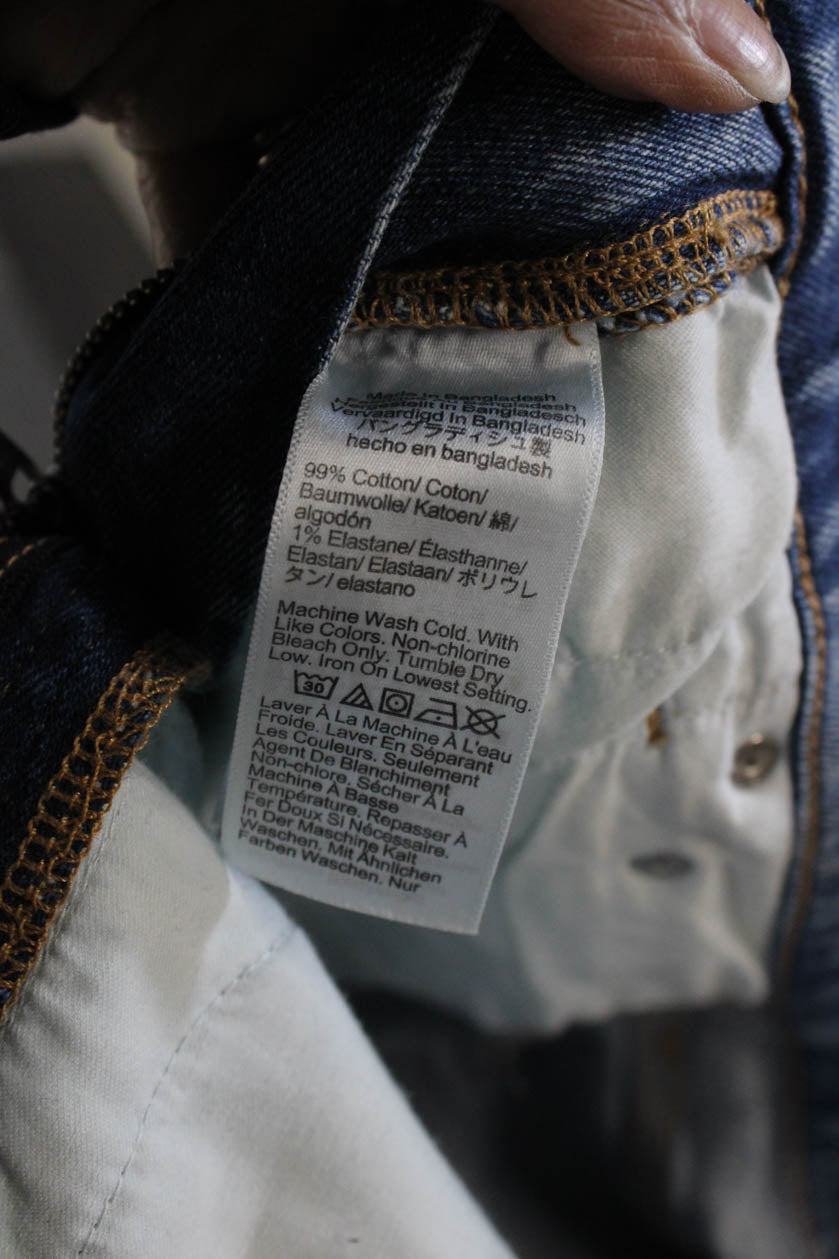 Made In Bangladesh
Hergestellt In Bangladesch
Vervaardigd In Bangladesh
バングラディシュ製
hecho en bangladesh
99% Cotton/ Coton/
Baumwolle/ Katoen/ 綿/
algodón
1% Elastane/ Élasthanne/
Elastan/ Elastaan/ ポリウレ
タン/ elastano
Machine Wash Cold. With
Like Colors. Non-chlorine
Bleach Only. Tumble Dry
Low. Iron On Lowest Setting.
30
Laver À La Machine À L'eau
Froide. Laver En Séparant
Les Couleurs. Seulement
Agent De Blanchiment
Non-chlore. Sécher À La
Machine À Basse
Température. Repasser À
Fer Doux Si Nécessaire.
In Der Maschine Kalt
Waschen. Mit Ähnlichen
Farben Waschen. Nur